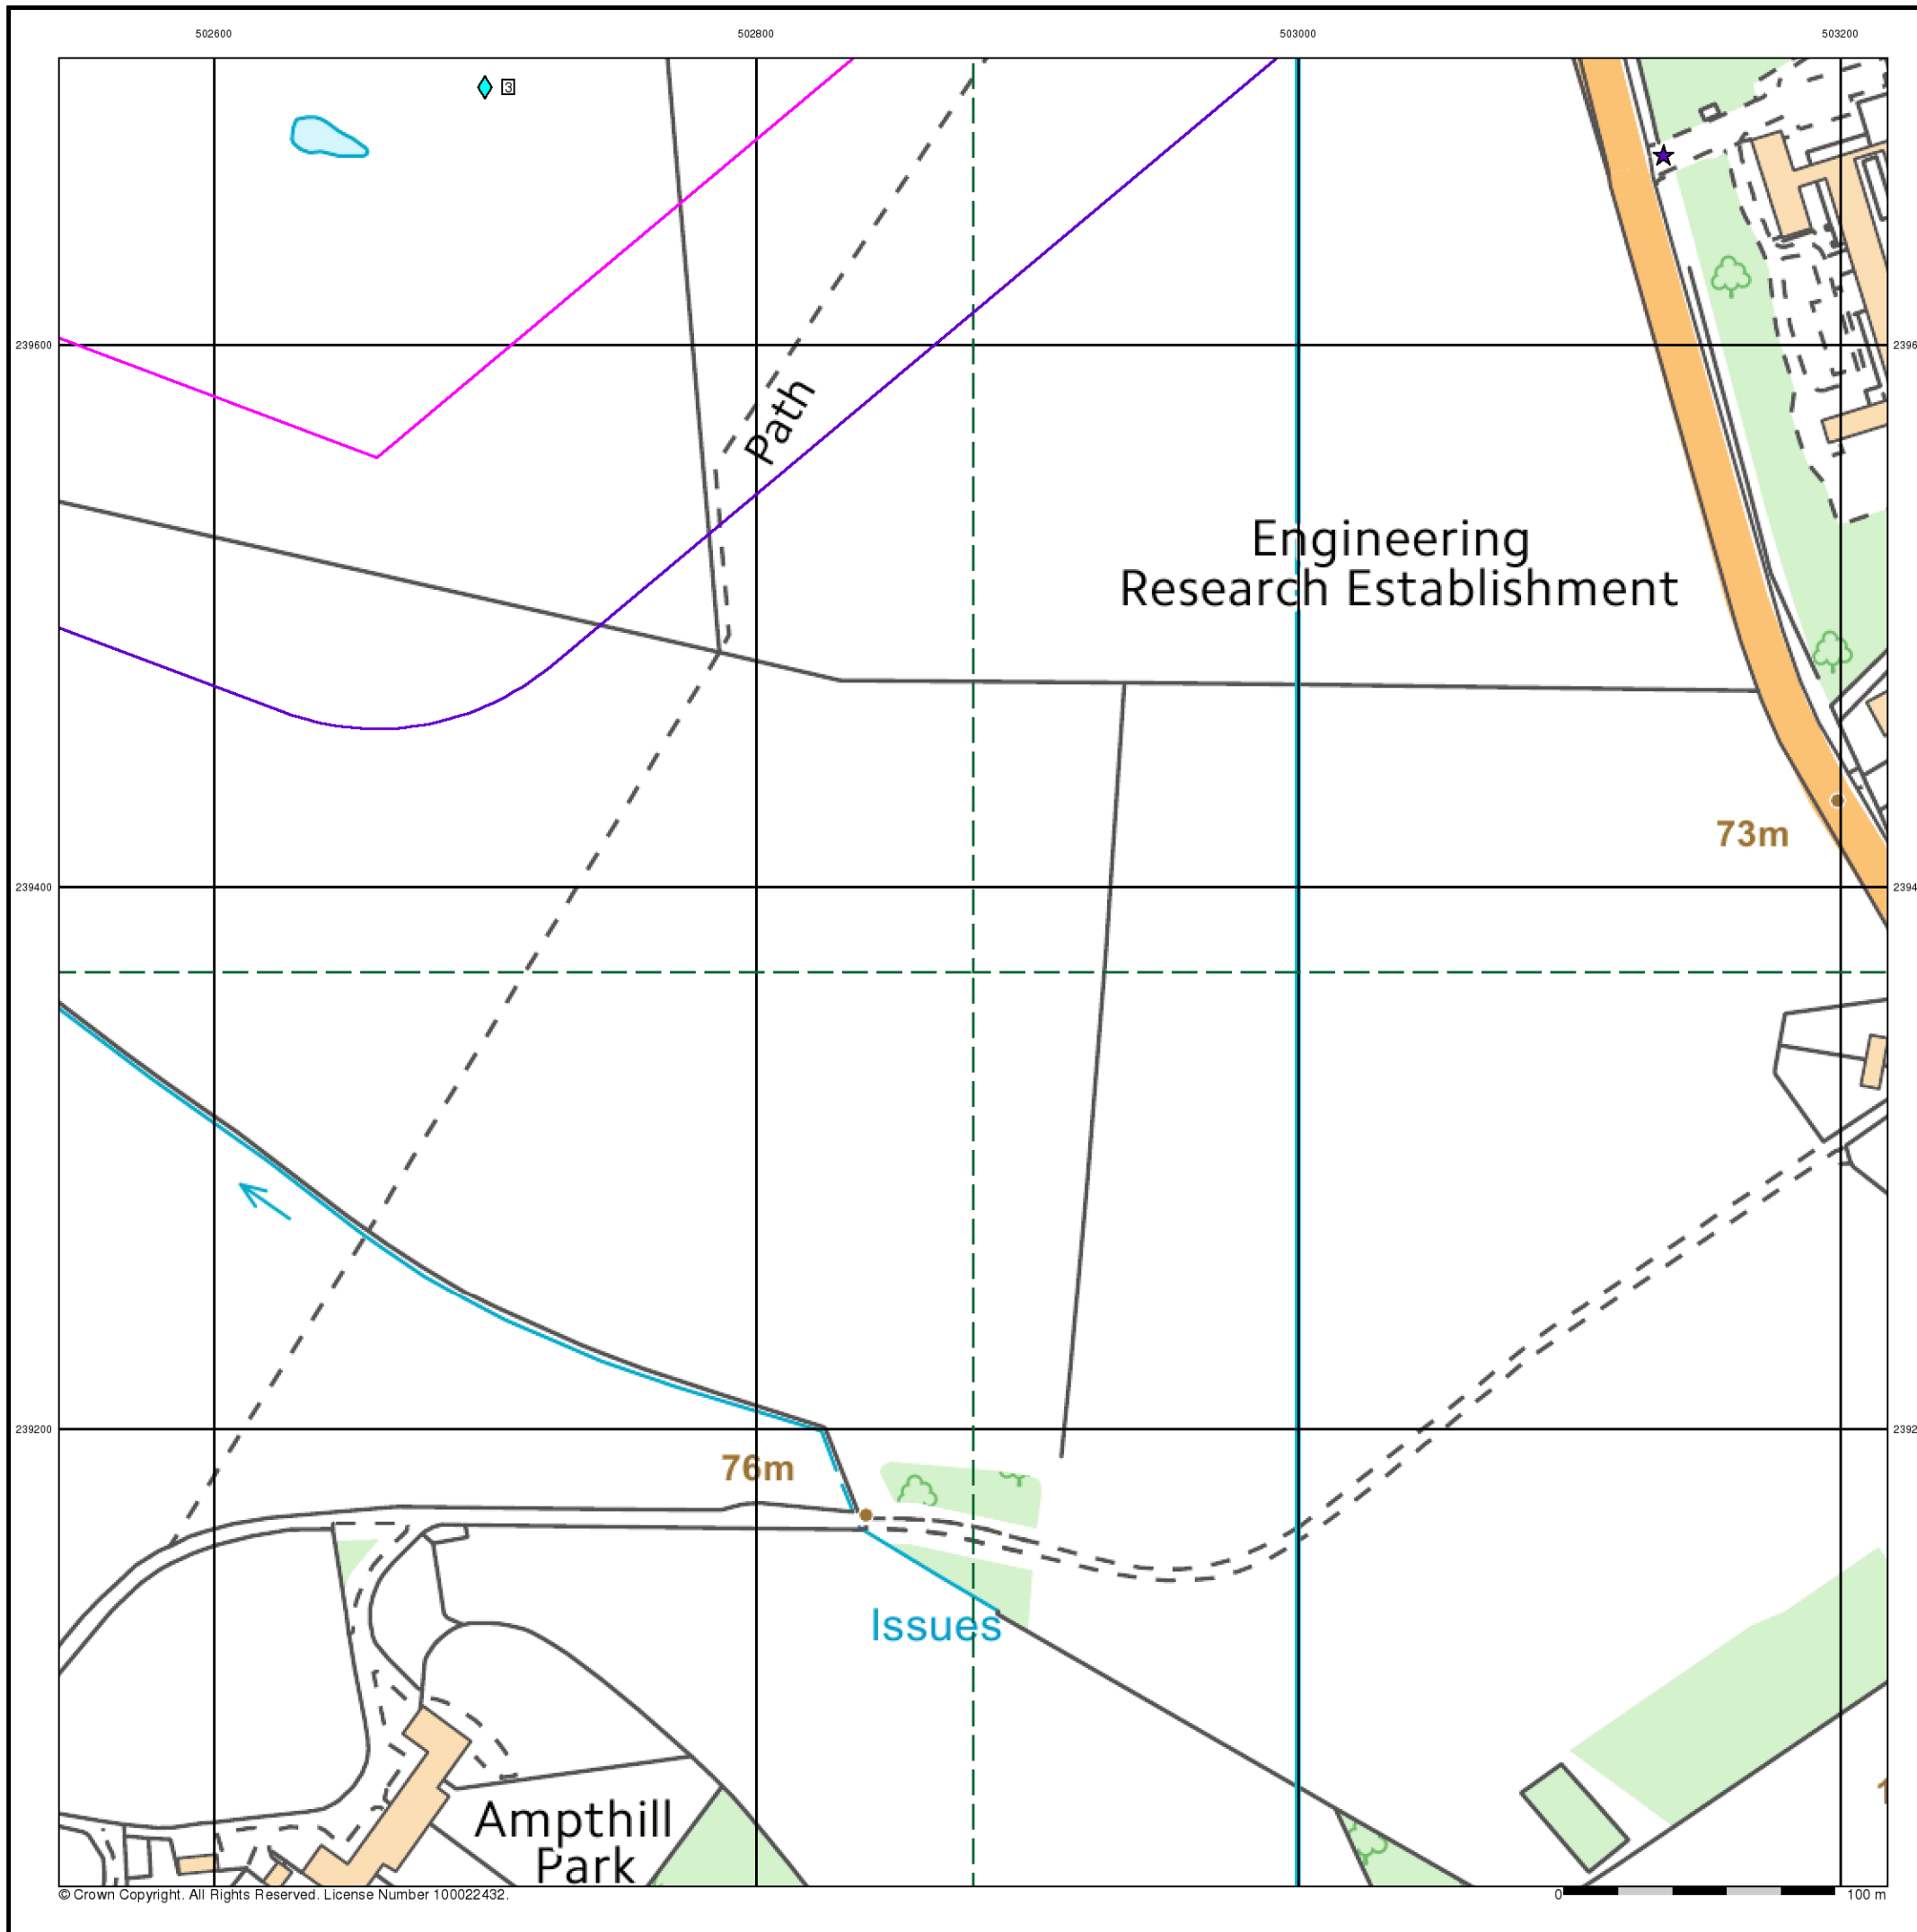 502600 502800 503000 503200
3
239600
Path
Engineering
Research Establishment
73m
239400
239200
76m
Issues
Ampthill
Park
© Crown Copyright. All Rights Reserved. License Number 100022432.
0 100 m